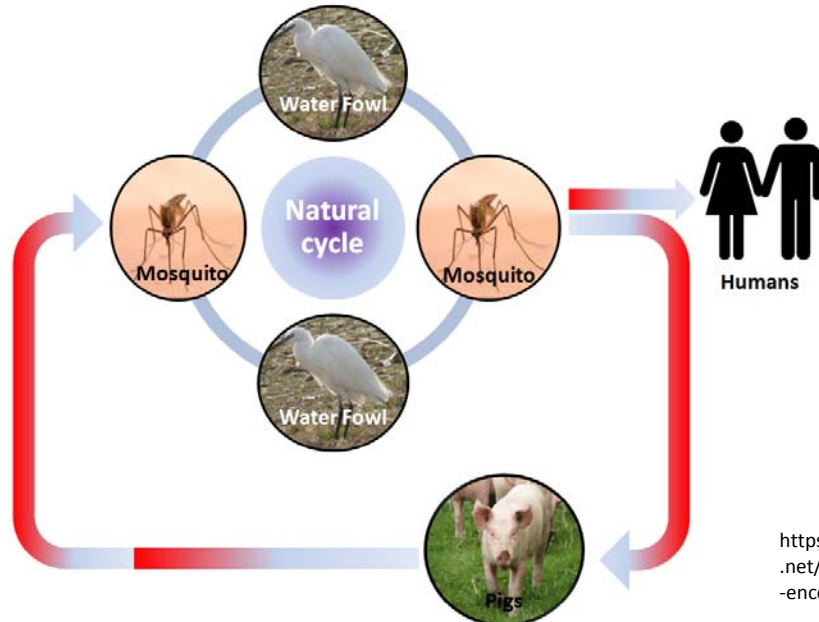 Water Fowl
Natural
cycle
Mosquito
Mosquito
Humans
Water Fowl
Pigs
https
.net/
-ence